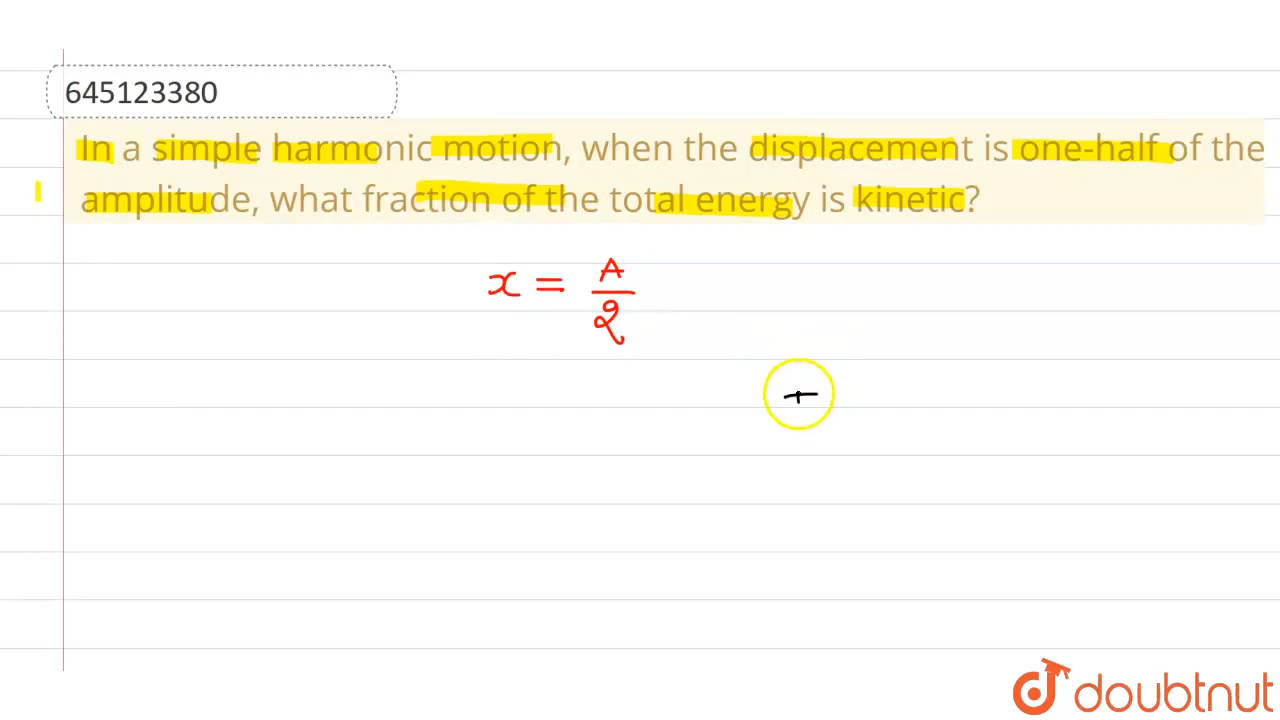 645123380
In a simple harmonic motion, when the displacement is one-half of the
amplitude, what fraction of the total energy is kinetic?
x = A/2
doubtnut